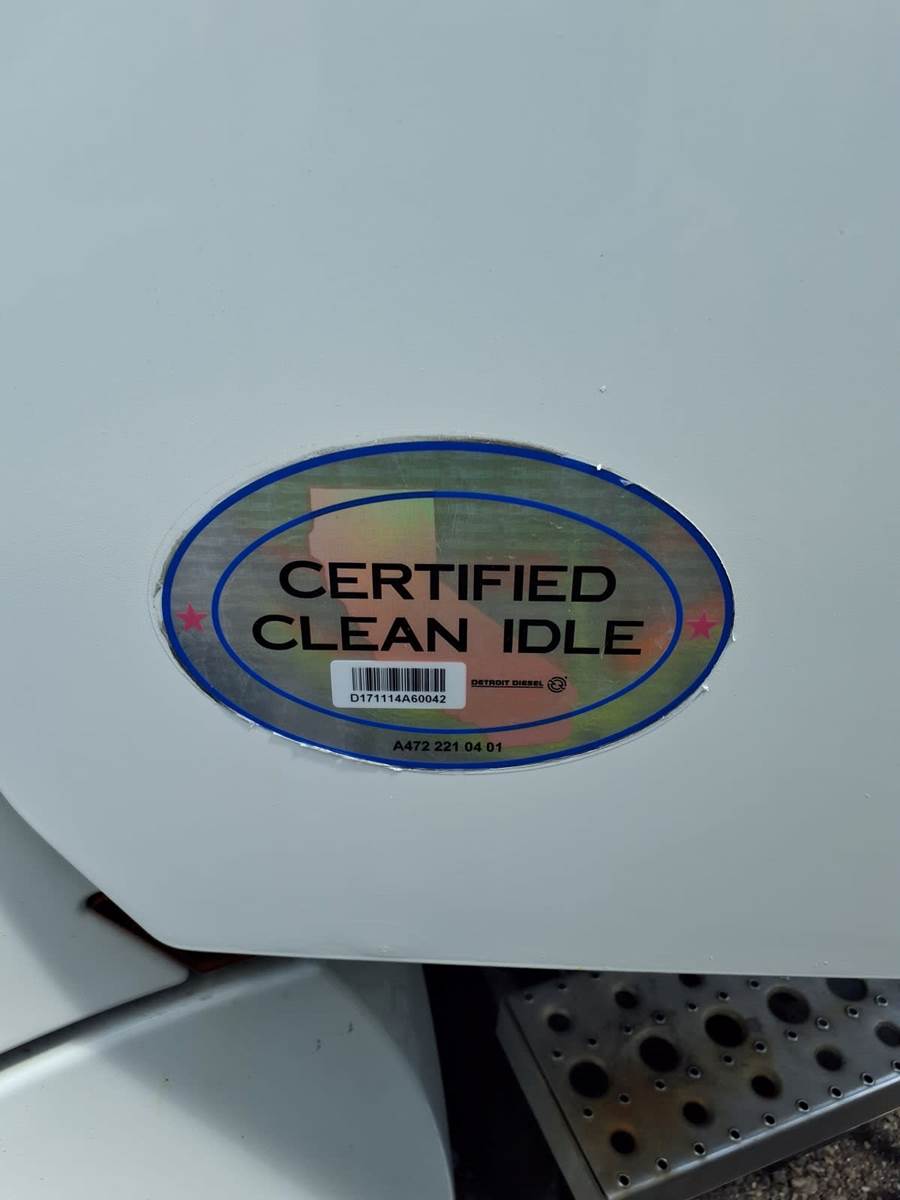 CERTIFIED
CLEAN IDLE
D171114A60042
DETROIT DIESEL
A472 221 04 01